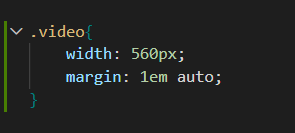 .video{
    width: 560px;
    margin: 1em auto;
}